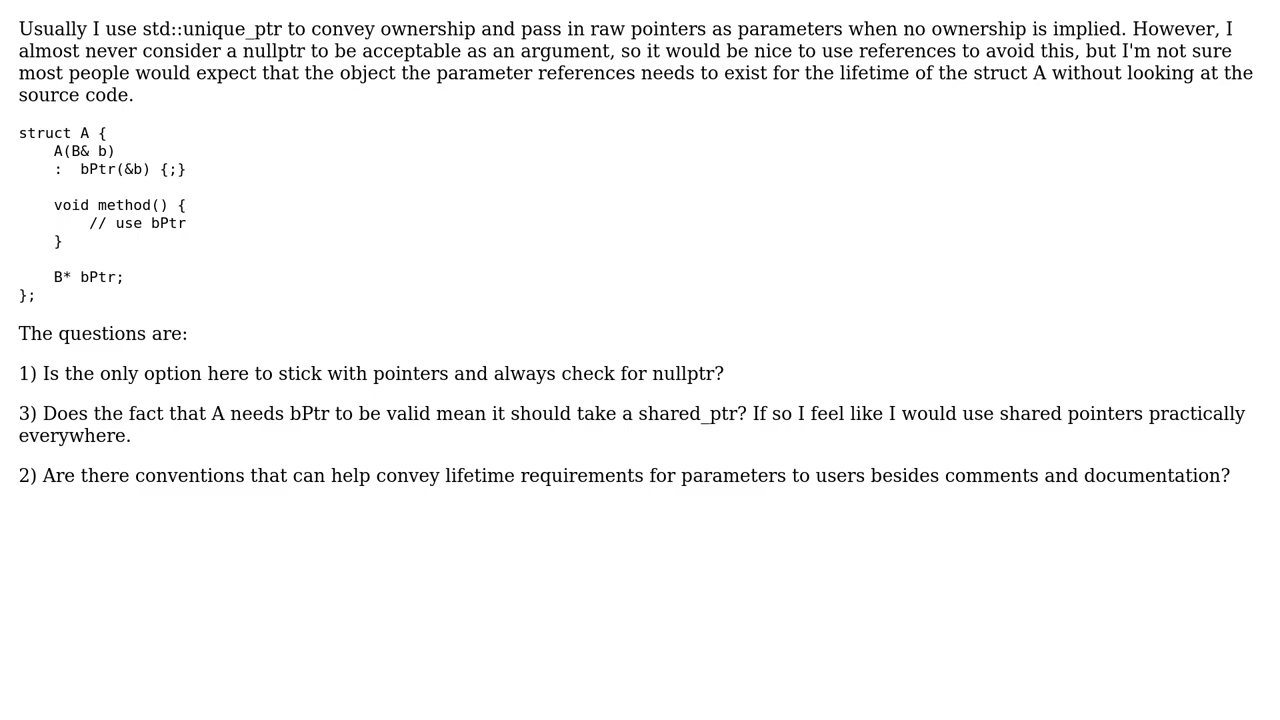 Usually I use std::unique_ptr to convey ownership and pass in raw pointers as parameters when no ownership is implied. However, I
almost never consider a nullptr to be acceptable as an argument, so it would be nice to use references to avoid this, but I'm not sure
most people would expect that the object the parameter references needs to exist for the lifetime of the struct A without looking at the
source code.
struct A {
    A(B& b)
    :  bPtr(&b) {;}

    void method() {
        // use bPtr
    }

    B* bPtr;
};
The questions are:
1) Is the only option here to stick with pointers and always check for nullptr?
3) Does the fact that A needs bPtr to be valid mean it should take a shared_ptr? If so I feel like I would use shared pointers practically
everywhere.
2) Are there conventions that can help convey lifetime requirements for parameters to users besides comments and documentation?